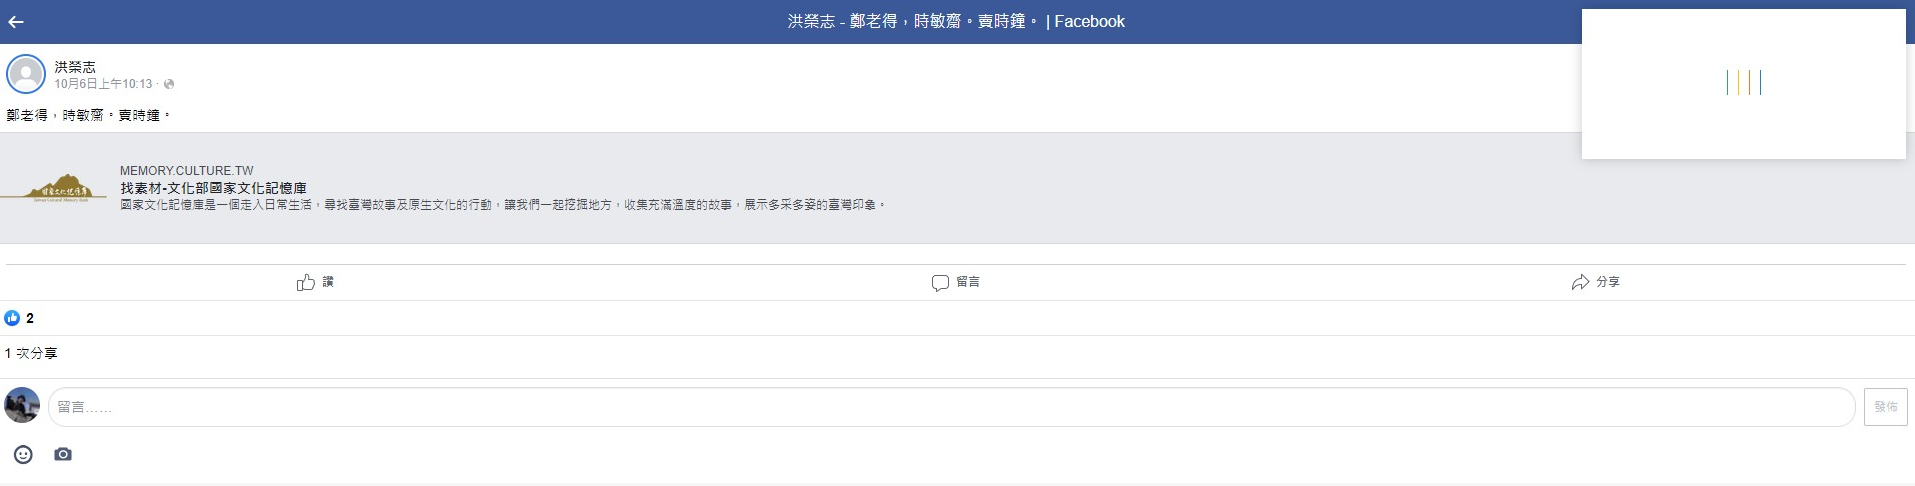 洪榮志 - 鄭老得，時敏齋。賣時鐘。 | Facebook
洪榮志
10月6日上午10:13 ·
鄭老得，時敏齋。賣時鐘。
MEMORY.CULTURE.TW
找素材-文化部國家文化記憶庫
國家文化記憶庫
Taiwan Cultural Memory Bank
國家文化記憶庫是一個走入日常生活，尋找臺灣故事及原生文化的行動，讓我們一起挖掘地方，收集充滿溫度的故事，展示多采多姿的臺灣印象。
讚
留言
分享
2
1 次分享
留言……
發佈